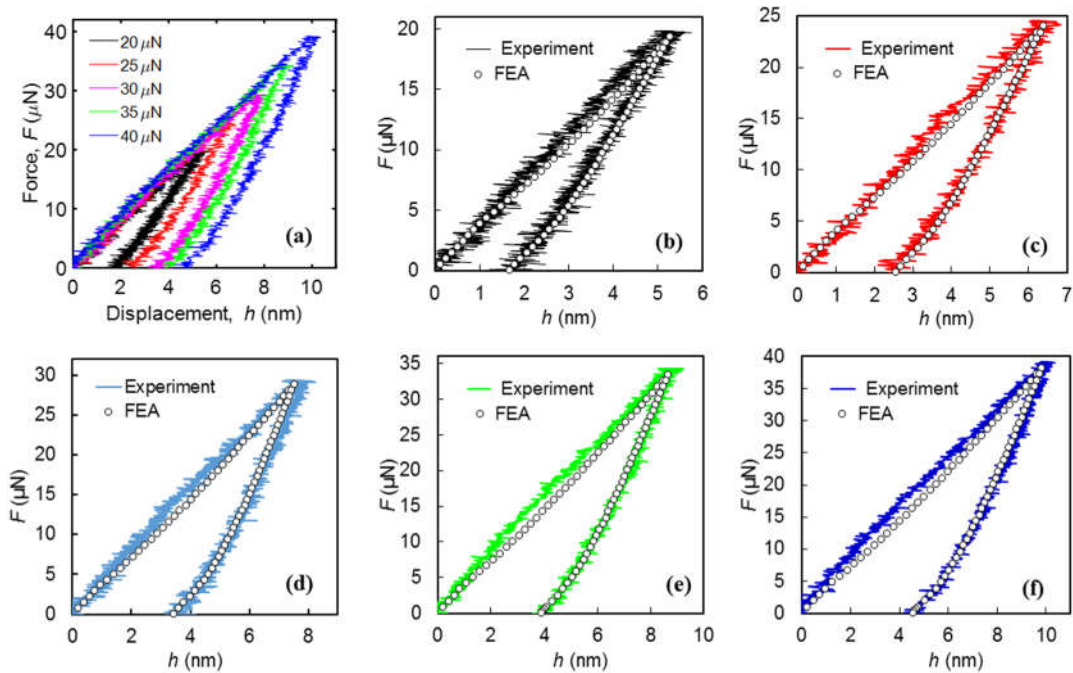 40
30
20
10
0
Force, F (µN)
20 µN
25 µN
30 µN
35 µN
40 µN
(a)
0 2 4 6 8 10
Displacement, h (nm)
20
15
10
5
0
F (µN)
Experiment
FEA
(b)
0 1 2 3 4 5 6
h (nm)
25
20
15
10
5
0
F (µN)
Experiment
FEA
(c)
0 1 2 3 4 5 6 7
h (nm)
30
25
20
15
10
5
0
F (µN)
Experiment
FEA
(d)
0 2 4 6 8
h (nm)
35
30
25
20
15
10
5
0
F (µN)
Experiment
FEA
(e)
0 2 4 6 8 10
h (nm)
40
35
30
25
20
15
10
5
0
F (µN)
Experiment
FEA
(f)
0 2 4 6 8 10
h (nm)